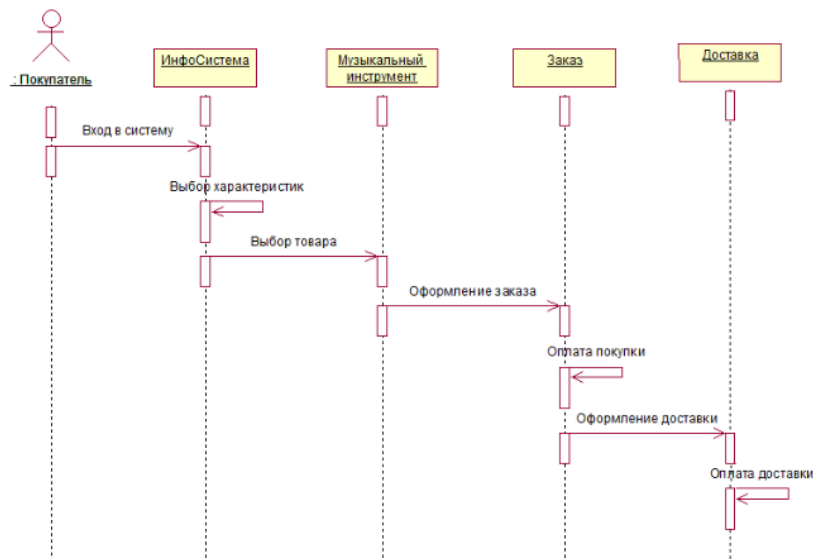 : Покупатель
ИнфоСистема
Музыкальный
инструмент
Заказ
Доставка
Вход в систему
Выбор характеристик
Выбор товара
Оформление заказа
Оплата покупки
Оформление доставки
Оплата доставки